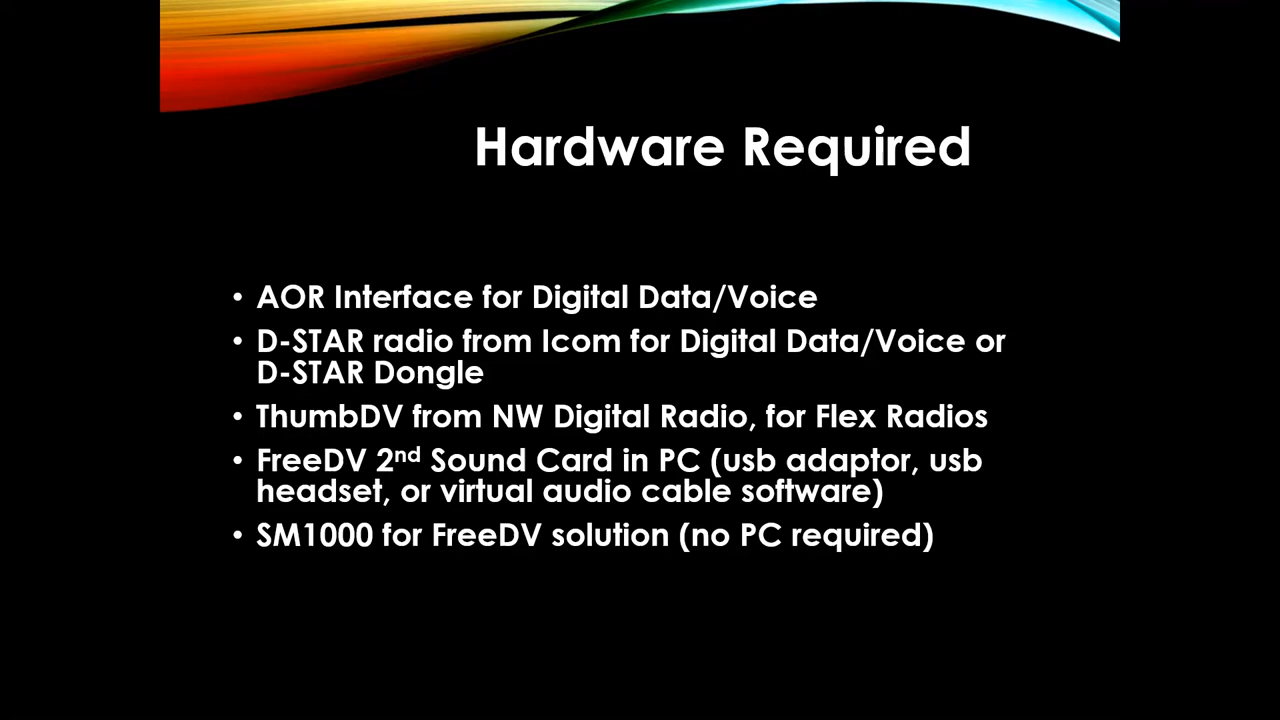 Hardware Required
• AOR Interface for Digital Data/Voice
• D-STAR radio from Icom for Digital Data/Voice or
D-STAR Dongle
• ThumbDV from NW Digital Radio, for Flex Radios
• FreeDV 2nd Sound Card in PC (usb adaptor, usb
headset, or virtual audio cable software)
• SM1000 for FreeDV solution (no PC required)